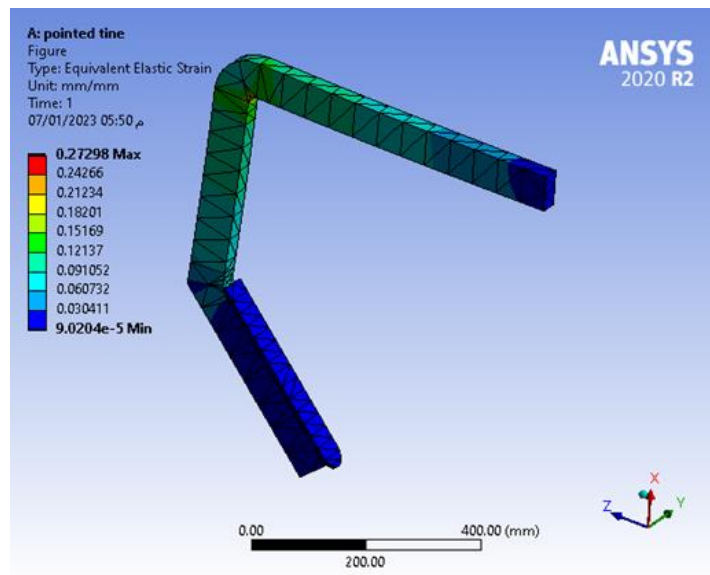 A: pointed tine
Figure
Type: Equivalent Elastic Strain
Unit: mm/mm
Time: 1
07/01/2023 05:50 م
0.27298 Max
0.24266
0.21234
0.18201
0.15169
0.12137
0.091052
0.060732
0.030411
9.0204e-5 Min
ANSYS
2020 R2
0.00
400.00 (mm)
200.00
X
Y
Z